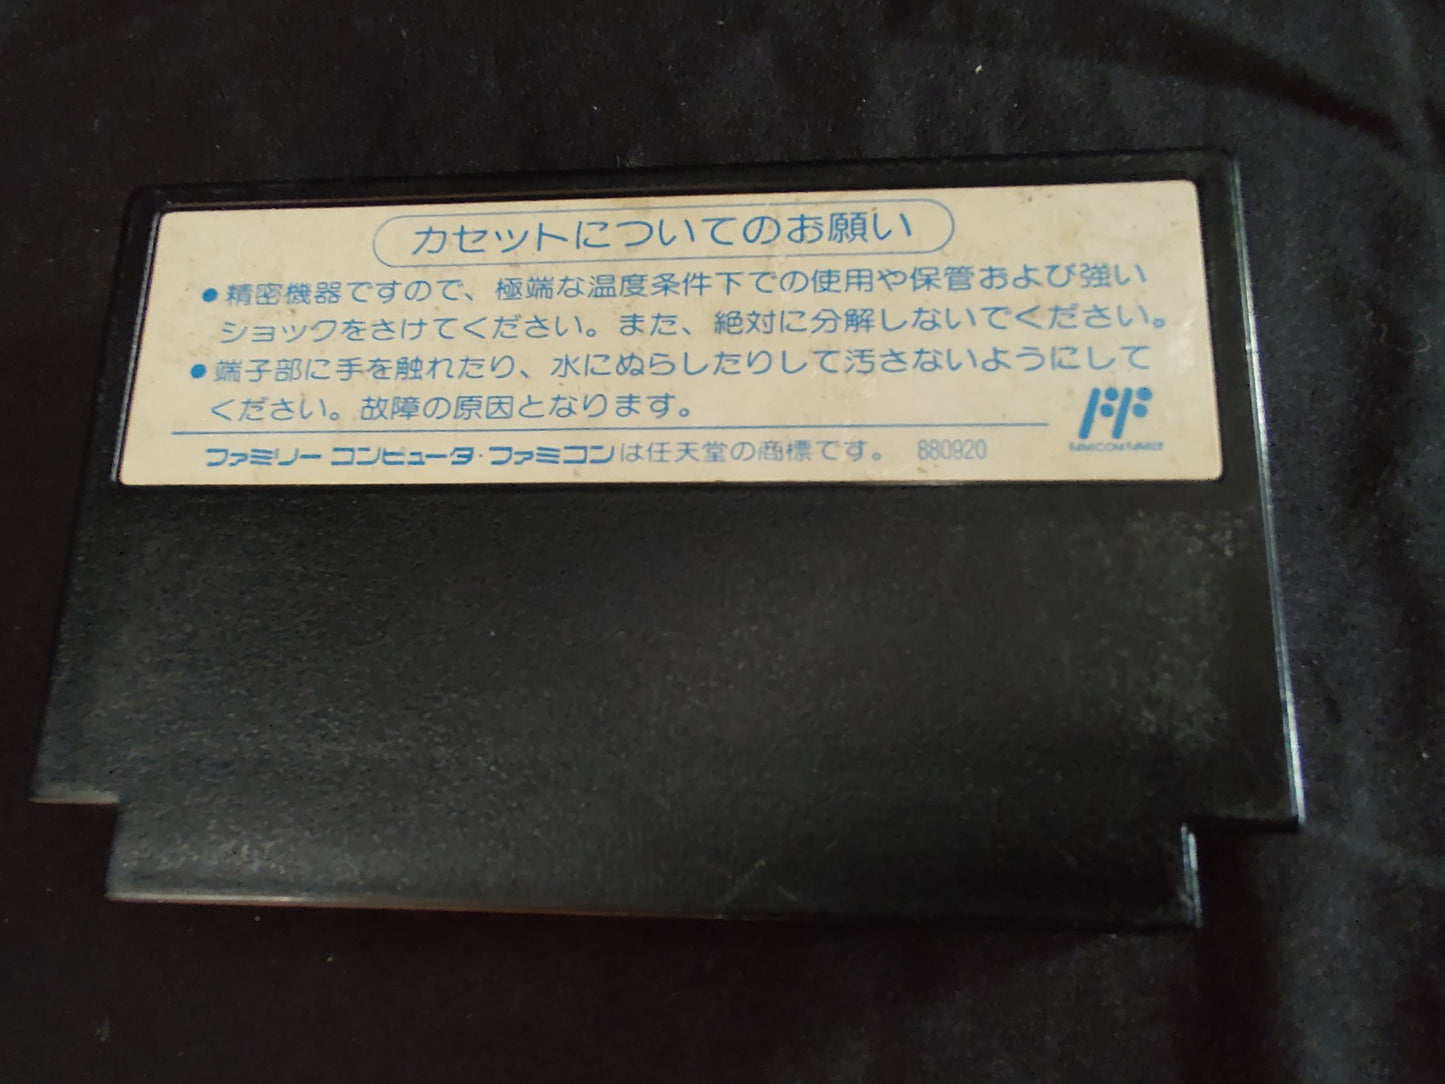 カセットについてのお願い
●精密機器ですので、極端な温度条件下での使用や保管および強い
ショックをさけてください。また、絶対に分解しないでください。
●端子部に手を触れたり、水にぬらしたりして汚さないようにして
ください。故障の原因となります。
FAMICOM FAMILY
ファミリーコンピュータ・ファミコンは任天堂の商標です。 880920